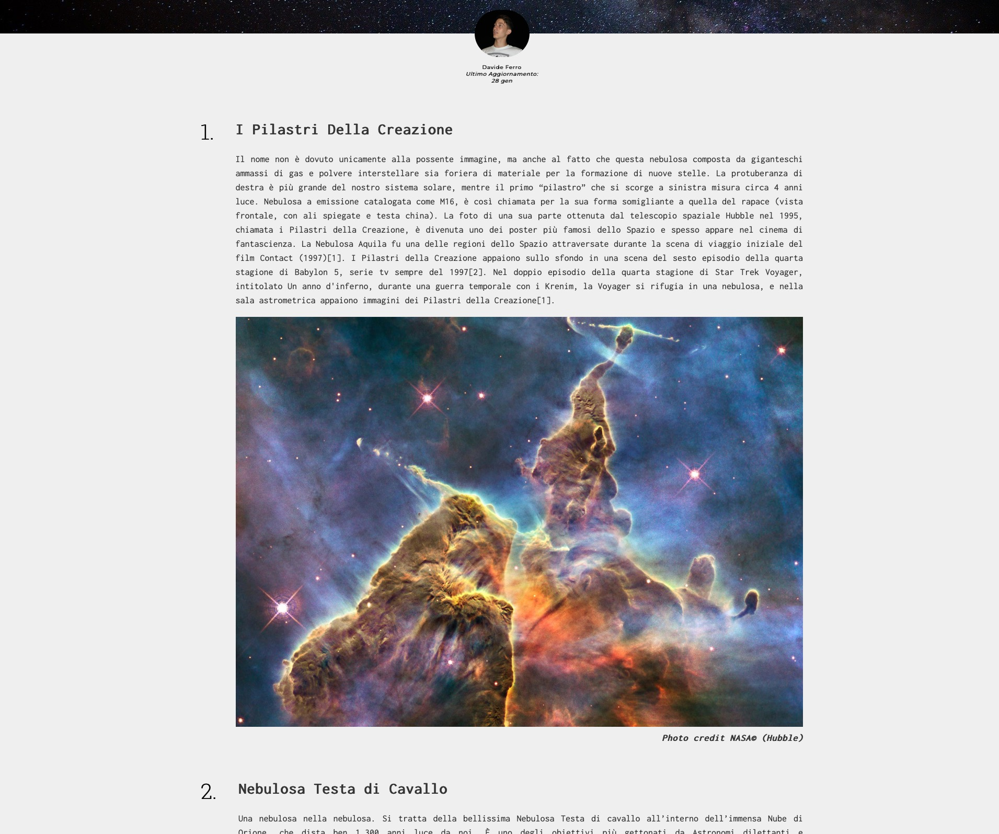 Davide Ferro
Ultimo Aggiornamento:
28 gen
1. I Pilastri Della Creazione
Il nome non è dovuto unicamente alla possente immagine, ma anche al fatto che questa nebulosa composta da giganteschi
ammassi di gas e polvere interstellare sia foriera di materiale per la formazione di nuove stelle. La protuberanza di
destra è più grande del nostro sistema solare, mentre il primo “pilastro” che si scorge a sinistra misura circa 4 anni
luce. Nebulosa a emissione catalogata come M16, è così chiamata per la sua forma somigliante a quella del rapace (vista
frontale, con ali spiegate e testa china). La foto di una sua parte ottenuta dal telescopio spaziale Hubble nel 1995,
chiamata i Pilastri della Creazione, è divenuta uno dei poster più famosi dello Spazio e spesso appare nel cinema di
fantascienza. La Nebulosa Aquila fu una delle regioni dello Spazio attraversate durante la scena di viaggio iniziale del
film Contact (1997)[1]. I Pilastri della Creazione appaiono sullo sfondo in una scena del sesto episodio della quarta
stagione di Babylon 5, serie tv sempre del 1997[2]. Nel doppio episodio della quarta stagione di Star Trek Voyager,
intitolato Un anno d'inferno, durante una guerra temporale con i Krenim, la Voyager si rifugia in una nebulosa, e nella
sala astrometrica appaiono immagini dei Pilastri della Creazione[1].
Photo credit NASA© (Hubble)
2. Nebulosa Testa di Cavallo
Una nebulosa nella nebulosa. Si tratta della bellissima Nebulosa Testa di cavallo all’interno dell’immensa Nube di
Orione, che dista ben 1.300 anni luce da noi. È uno degli obiettivi più gettonati da Astronomi dilettanti e